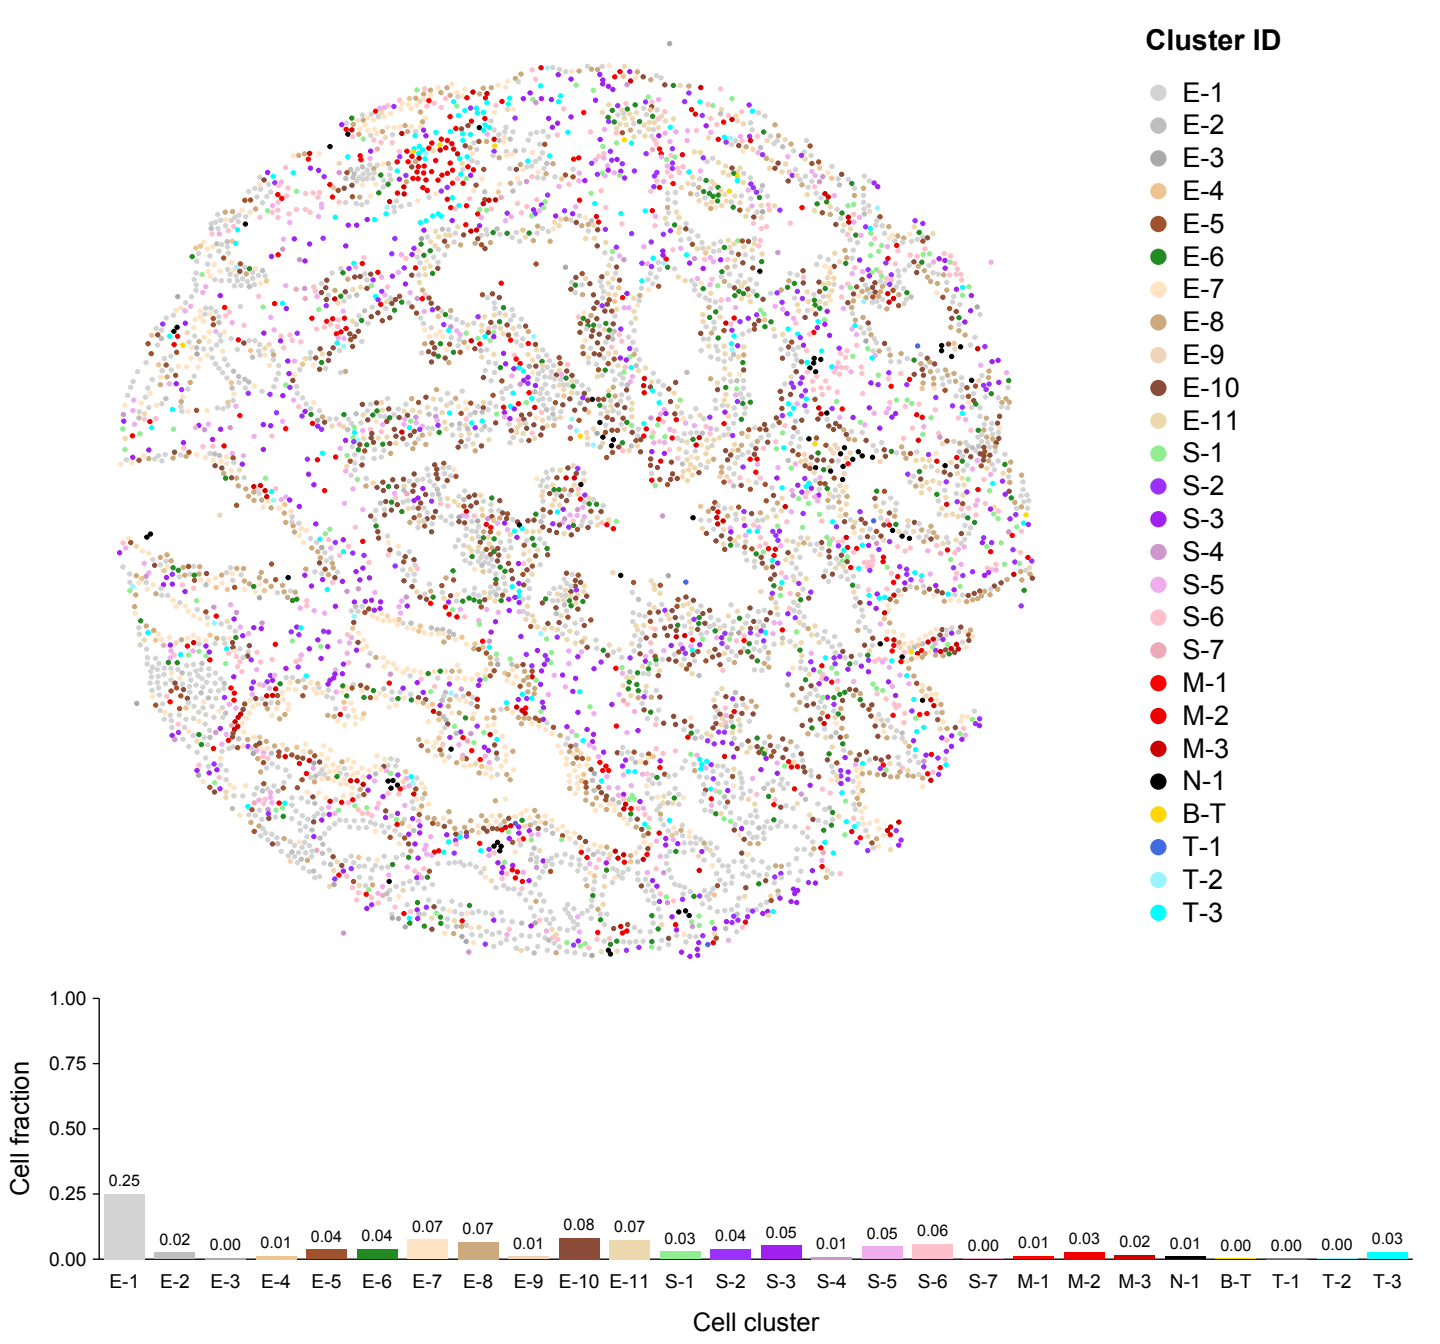 Cluster ID
E-1
E-2
E-3
E-4
E-5
E-6
E-7
E-8
E-9
E-10
E-11
S-1
S-2
S-3
S-4
S-5
S-6
S-7
M-1
M-2
M-3
N-1
B-T
T-1
T-2
T-3
1.00
0.75
0.50
0.25
0.00
Cell fraction
0.25 0.02 0.00 0.01 0.04 0.04 0.07 0.07 0.01 0.08 0.07 0.03 0.04 0.05 0.01 0.05 0.06 0.00 0.01 0.03 0.02 0.01 0.00 0.00 0.00 0.03
E-1 E-2 E-3 E-4 E-5 E-6 E-7 E-8 E-9 E-10 E-11 S-1 S-2 S-3 S-4 S-5 S-6 S-7 M-1 M-2 M-3 N-1 B-T T-1 T-2 T-3
Cell cluster